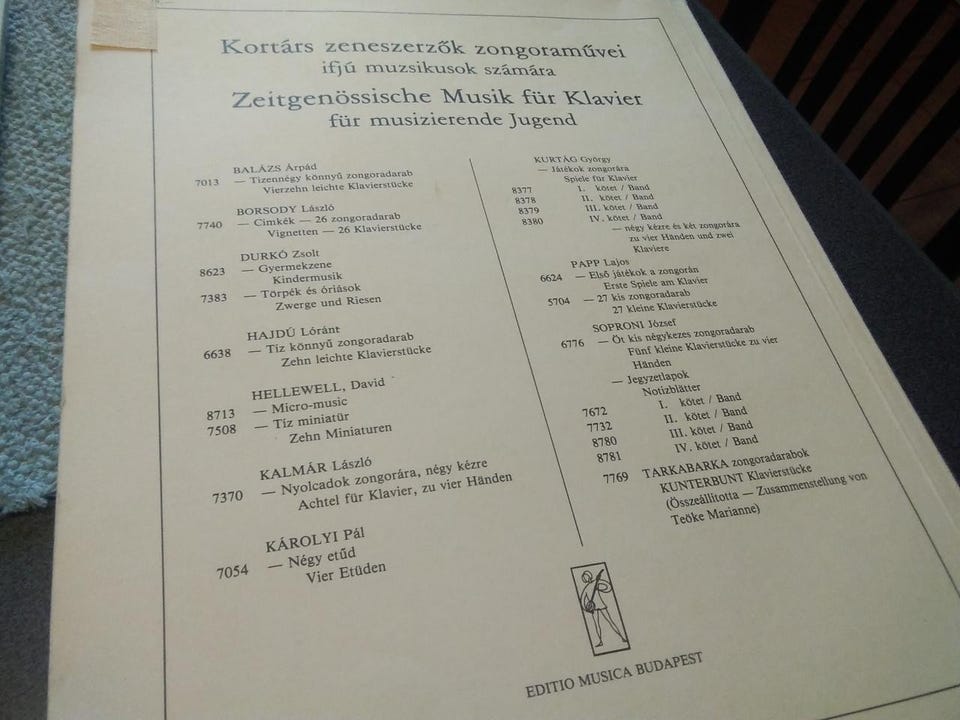 Kortárs zeneszerzők zongoraművei
ifjú muzsikusok számára
Zeitgenössische Musik für Klavier
für musizierende Jugend
BALÁZS Árpád
7013 — Tizennégy könnyű zongoradarab
Vierzehn leichte Klavierstücke
BORSODY László
7740 — Cimkék — 26 zongoradarab
Vignetten — 26 Klavierstücke
DURKÓ Zsolt
8623 — Gyermekzene
Kindermusik
7383 — Törpék és óriások
Zwerge und Riesen
HAJDÚ Lóránt
6638 — Tíz könnyű zongoradarab
Zehn leichte Klavierstücke
HELLEWELL, David
8713 — Micro-music
7508 — Tíz miniatűr
Zehn Miniaturen
KALMÁR László
7370 — Nyolcadok zongorára, négy kézre
Achtel für Klavier, zu vier Händen
KÁROLYI Pál
7054 — Négy etűd
Vier Etüden
KURTÁG György
— Játékok zongorára
Spiele für Klavier
8377 I. kötet / Band
8378 II. kötet / Band
8379 III. kötet / Band
8380 IV. kötet / Band
— négy kézre és két zongorára
zu vier Händen und zwei
Klaviere
PAPP Lajos
6624 — Első játékok a zongorán
Erste Spiele am Klavier
5704 — 27 kis zongoradarab
27 kleine Klavierstücke
SOPRONI József
6776 — Öt kis négykezes zongoradarab
Fünf kleine Klavierstücke zu vier
Händen
— Jegyzetlapok
Notizblätter
7672 I. kötet / Band
7732 II. kötet / Band
8780 III. kötet / Band
8781 IV. kötet / Band
7769 TARKABARKA zongoradarabok
KUNTERBUNT Klavierstücke
(Összeállította — Zusammenstellung von
Teöke Marianne)
EDITIO MUSICA BUDAPEST